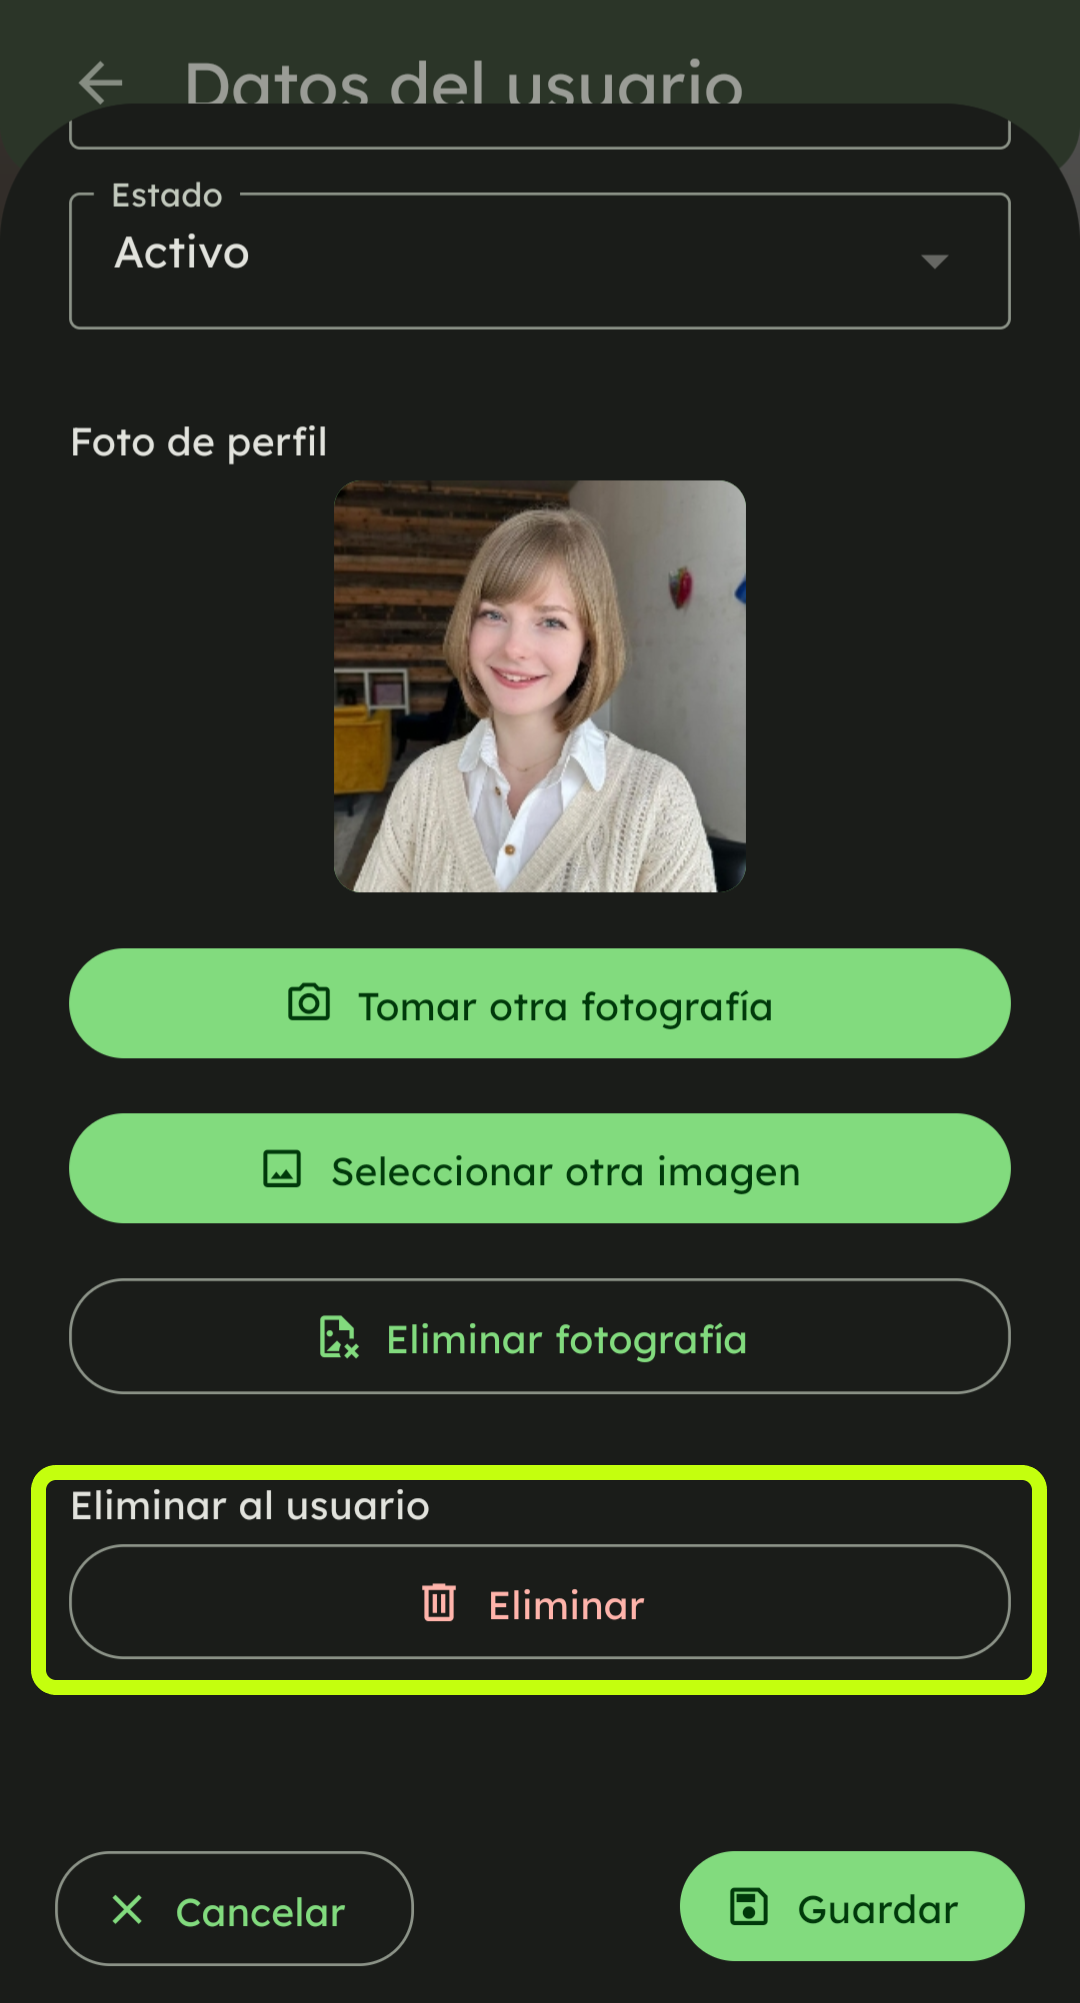 Datos del usuario
Estado
Activo
Foto de perfil
Tomar otra fotografía
Seleccionar otra imagen
Eliminar fotografía
Eliminar al usuario
Eliminar
Cancelar
Guardar